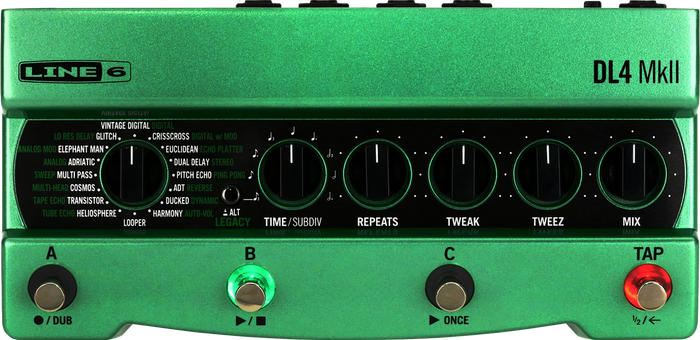 LINE 6
DL4 MkII
VINTAGE DIGITAL DIGITAL
LO RES DELAY GLITCH
CRISSCROSS DIGITAL w/ MOD
ANALOG MOD ELEPHANT MAN
EUCLIDEAN ECHO PLATTER
ANALOG ADRIATIC
DUAL DELAY STEREO
SWEEP MULTI PASS
PITCH ECHO PING PONG
MULTI-HEAD COSMOS
ADT REVERSE
TAPE ECHO TRANSISTOR
DUCKED DYNAMIC
TUBE ECHO HELIOSPHERE
HARMONY AUTO-VOL
LOOPER
ALT
LEGACY
TIME/SUBDIV
REPEATS
TWEAK
TWEEZ
MIX
A
B
C
TAP
●/DUB
▶/■
▶ ONCE
½/←